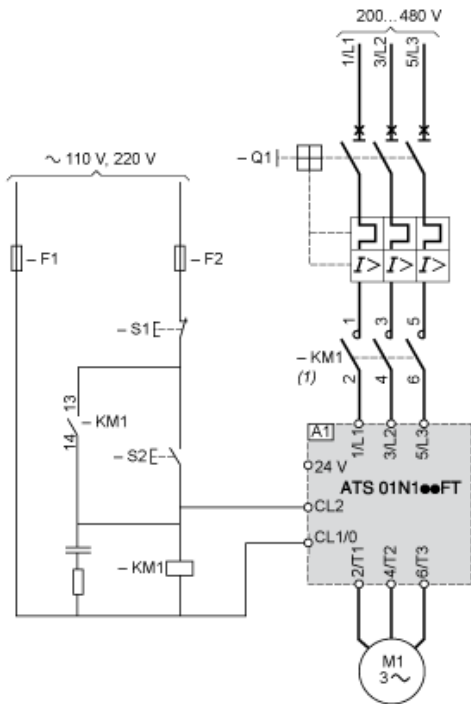 200... 480 V
1/L1
3/L2
5/L3
– Q1
∼ 110 V, 220 V
– F1
– F2
I>
I>
I>
– S1
1
3
5
– KM1
(1)
2
4
6
13
14
– KM1
– S2
A1
1/L1
3/L2
5/L3
24 V
ATS 01N1●●FT
CL2
CL1/0
– KM1
2/T1
4/T2
6/T3
M1
3∼